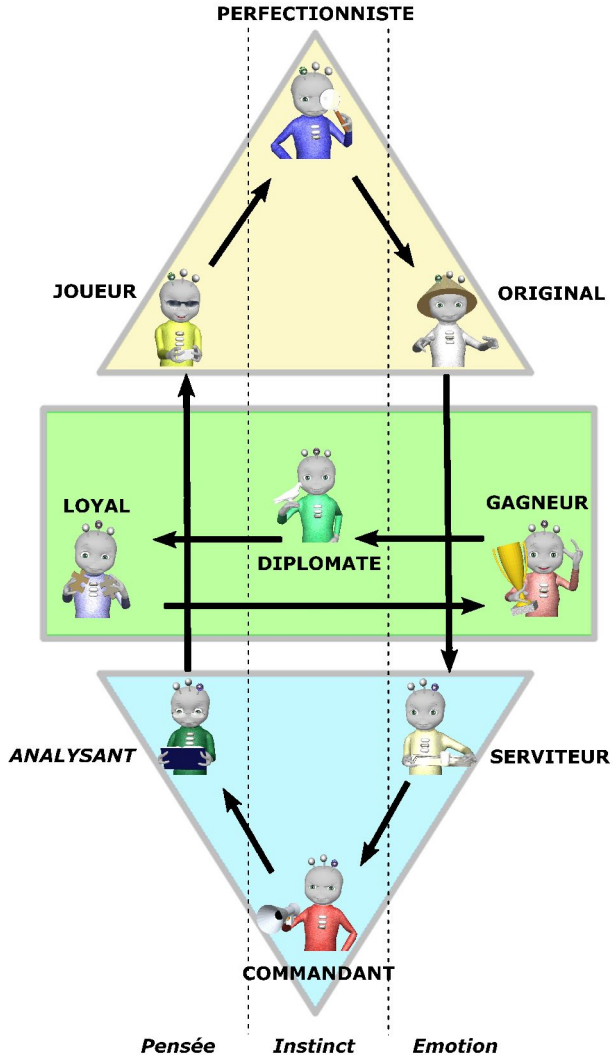 PERFECTIONNISTE
JOUEUR
ORIGINAL
LOYAL
GAGNEUR
DIPLOMATE
ANALYSANT
SERVITEUR
COMMANDANT
Pensée
Instinct
Emotion